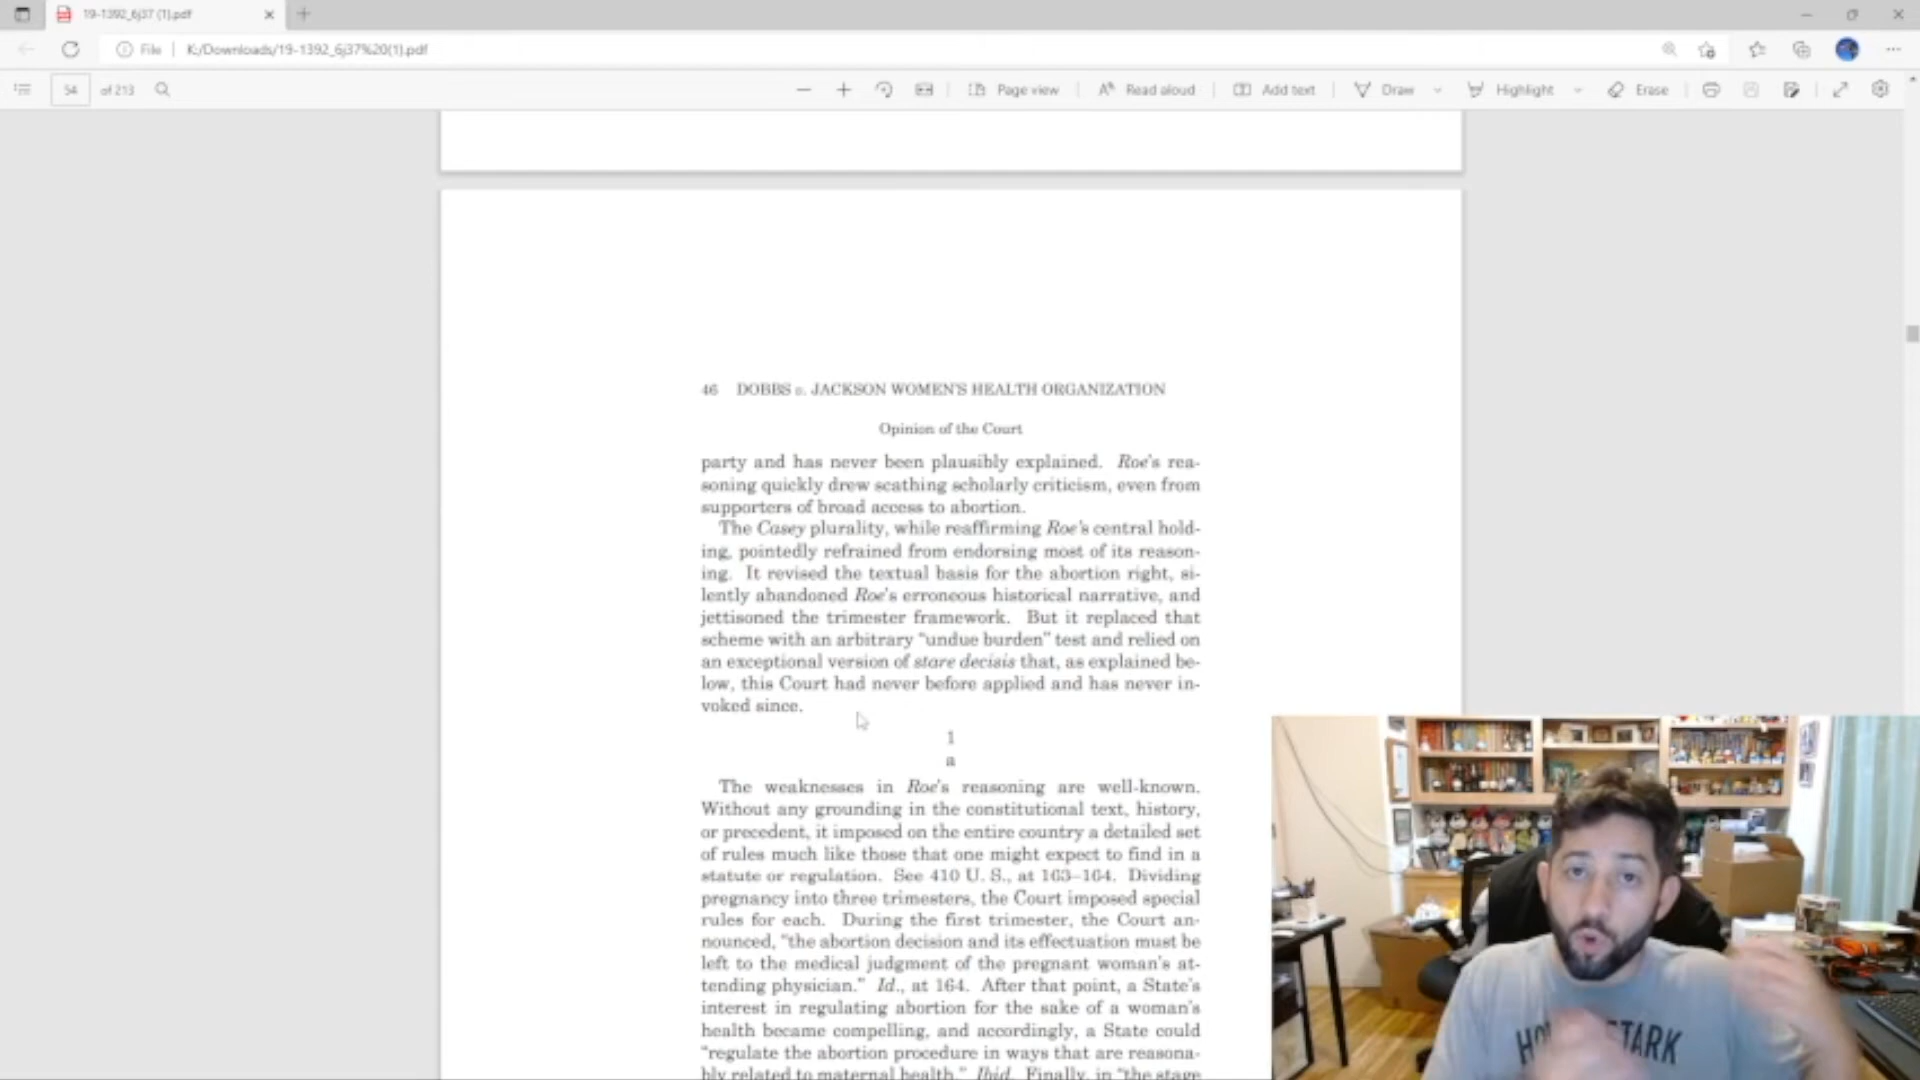 19-1392_6j37 (1).pdf
File | K:/Downloads/19-1392_6j37%20(1).pdf
54 of 213 Page view Read aloud Add text Draw Highlight Erase
46 DOBBS v. JACKSON WOMEN'S HEALTH ORGANIZATION
Opinion of the Court
party and has never been plausibly explained. Roe's rea-
soning quickly drew scathing scholarly criticism, even from
supporters of broad access to abortion.
The Casey plurality, while reaffirming Roe's central hold-
ing, pointedly refrained from endorsing most of its reason-
ing. It revised the textual basis for the abortion right, si-
lently abandoned Roe's erroneous historical narrative, and
jettisoned the trimester framework. But it replaced that
scheme with an arbitrary “undue burden” test and relied on
an exceptional version of stare decisis that, as explained be-
low, this Court had never before applied and has never in-
voked since.
1
a
The weaknesses in Roe's reasoning are well-known.
Without any grounding in the constitutional text, history,
or precedent, it imposed on the entire country a detailed set
of rules much like those that one might expect to find in a
statute or regulation. See 410 U. S., at 163–164. Dividing
pregnancy into three trimesters, the Court imposed special
rules for each. During the first trimester, the Court an-
nounced, “the abortion decision and its effectuation must be
left to the medical judgment of the pregnant woman's at-
tending physician.” Id., at 164. After that point, a State's
interest in regulating abortion for the sake of a woman's
health became compelling, and accordingly, a State could
“regulate the abortion procedure in ways that are reasona-
bly related to maternal health.” Ibid. Finally, in “the stage